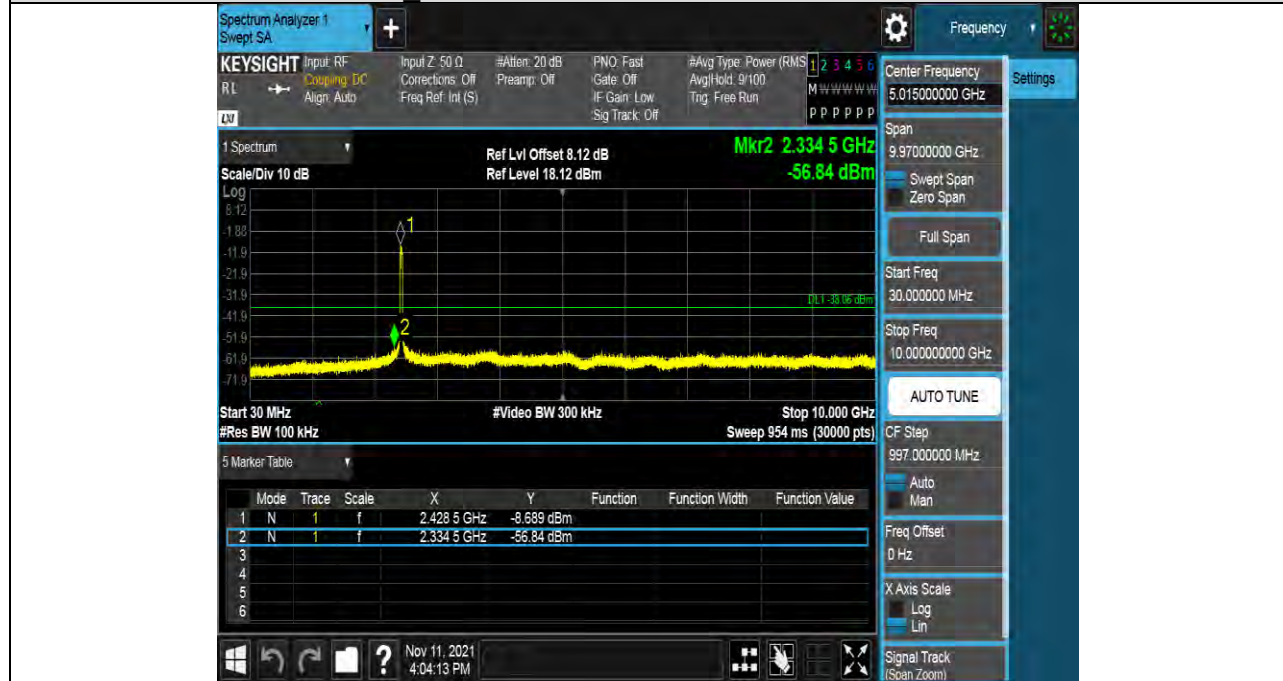 Spectrum Analyzer 1
Swept SA
+
Frequency
KEYSIGHT
RL
LXI
Input: RF
Coupling: DC
Align: Auto
Input Z: 50 Ω
Corrections: Off
Freq Ref: Int (S)
#Atten: 20 dB
Preamp: Off
PNO: Fast
Gate: Off
IF Gain: Low
Sig Track: Off
#Avg Type: Power (RMS
Avg|Hold: 9/100
Trig: Free Run
1 2 3 4 5 6
M W W W W W
P P P P P P
Center Frequency
5.015000000 GHz
Settings
1 Spectrum
Ref Lvl Offset 8.12 dB
Mkr2 2.334 5 GHz
Scale/Div 10 dB
Ref Level 18.12 dBm
-56.84 dBm
Log
8.12
-1.88
-11.9
-21.9
-31.9
-41.9
-51.9
-61.9
-71.9
1
2
DL1 -38.06 dBm
Start 30 MHz
#Video BW 300 kHz
Stop 10.000 GHz
#Res BW 100 kHz
Sweep 954 ms (30000 pts)
Span
9.97000000 GHz
Swept Span
Zero Span
Full Span
Start Freq
30.000000 MHz
Stop Freq
10.000000000 GHz
AUTO TUNE
CF Step
997.000000 MHz
Auto
Man
Freq Offset
0 Hz
X Axis Scale
Log
Lin
Signal Track
(Span Zoom)
5 Marker Table
Mode Trace Scale X Y Function Function Width Function Value
1 N 1 f 2.428 5 GHz -8.689 dBm
2 N 1 f 2.334 5 GHz -56.84 dBm
3
4
5
6
?
Nov 11, 2021
4:04:13 PM